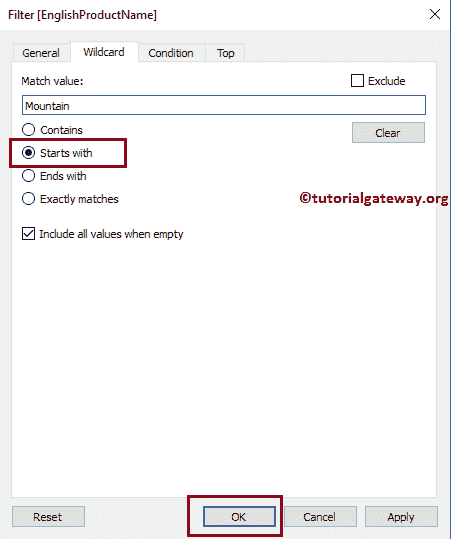 Filter [EnglishProductName]
General Wildcard Condition Top
Match value: Exclude
Mountain
Contains Clear
Starts with
Ends with
Exactly matches
©tutorialgateway.org
Include all values when empty
Reset OK Cancel Apply